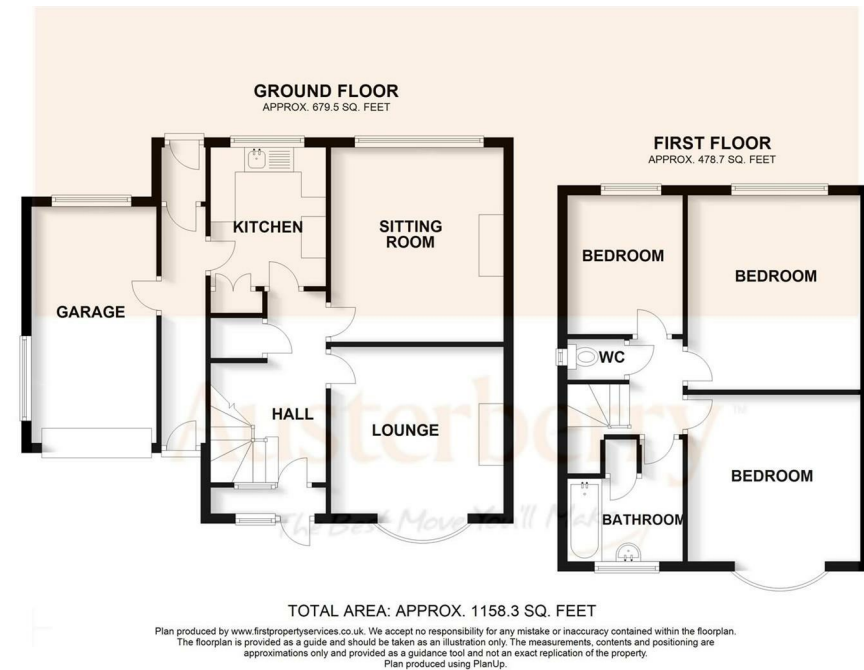 GROUND FLOOR
APPROX. 679.5 SQ. FEET
FIRST FLOOR
APPROX. 478.7 SQ. FEET
KITCHEN
SITTING
ROOM
GARAGE
HALL
LOUNGE
BEDROOM
BEDROOM
WC
BEDROOM
BATHROOM
Austerberry™
The Best Move You'll Make
TOTAL AREA: APPROX. 1158.3 SQ. FEET
Plan produced by www.firstpropertyservices.co.uk. We accept no responsibility for any mistake or inaccuracy contained within the floorplan.
The floorplan is provided as a guide and should be taken as an illustration only. The measurements, contents and positioning are
approximations only and provided as a guidance tool and not an exact replication of the property.
Plan produced using PlanUp.